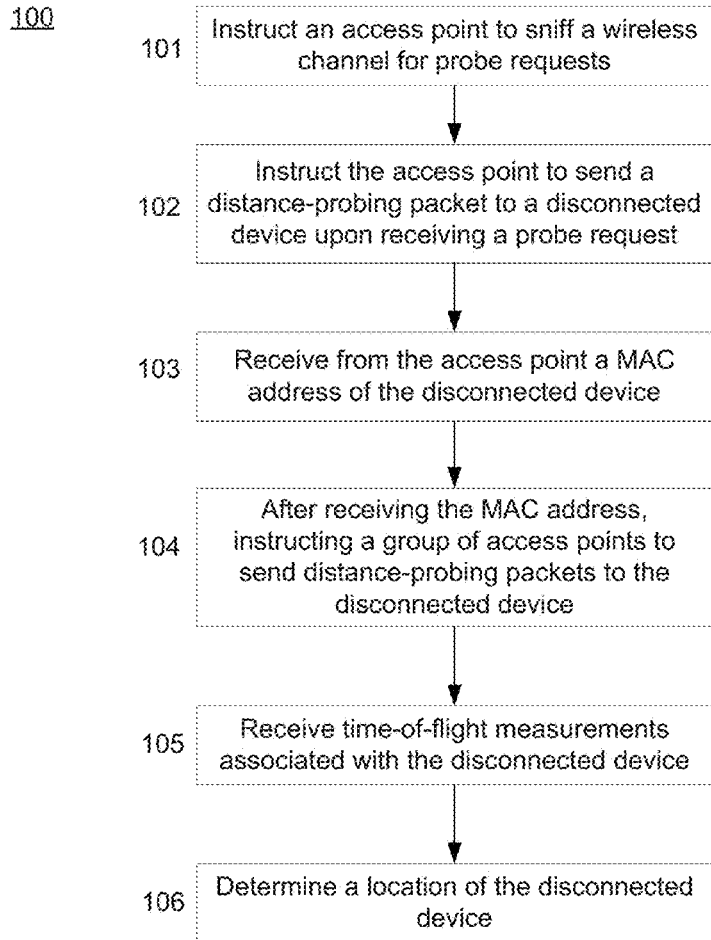 100
101
Instruct an access point to sniff a wireless
channel for probe requests
102
Instruct the access point to send a
distance-probing packet to a disconnected
device upon receiving a probe request
103
Receive from the access point a MAC
address of the disconnected device
104
After receiving the MAC address,
instructing a group of access points to
send distance-probing packets to the
disconnected device
105
Receive time-of-flight measurements
associated with the disconnected device
106
Determine a location of the disconnected
device